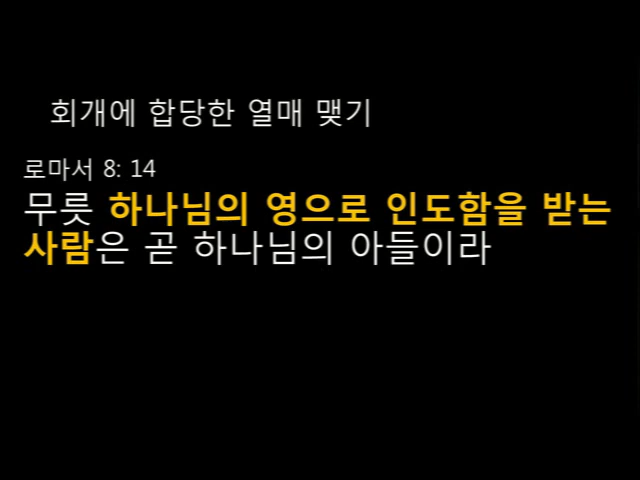 회개에 합당한 열매 맺기
로마서 8: 14
무릇 하나님의 영으로 인도함을 받는
사람은 곧 하나님의 아들이라